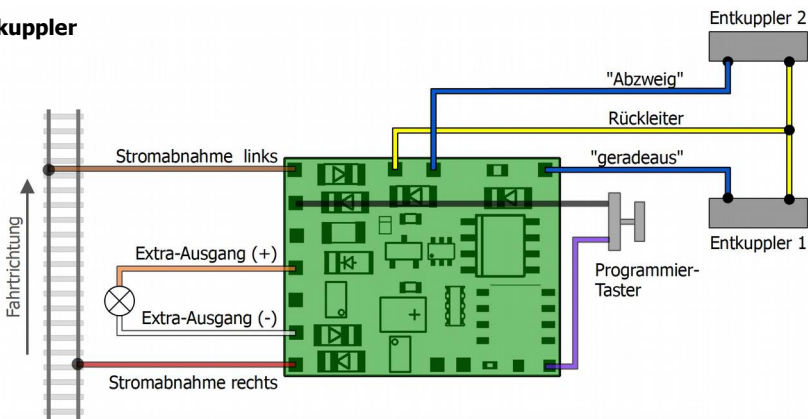 kuppler
Entkuppler 2
"Abzweig"
Rückleiter
Stromabnahme links
"geradeaus"
Entkuppler 1
Extra-Ausgang (+)
Programmier-
Taster
Fahrtrichtung
Extra-Ausgang (-)
Stromabnahme rechts